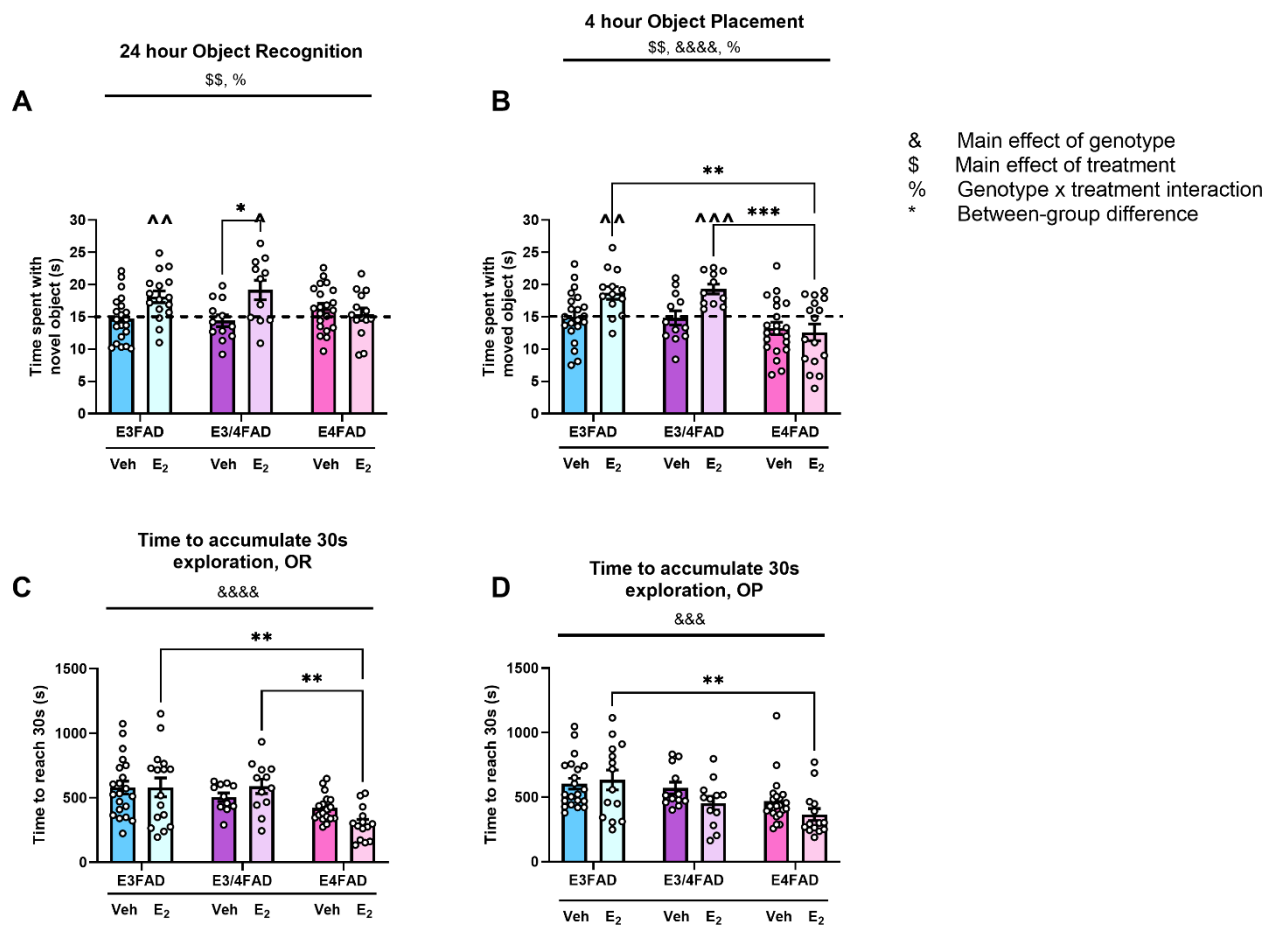 24 hour Object Recognition
$$, %
A
^^
*
^
30
25
20
15
10
5
0
Time spent with
novel object (s)
E3FAD
E3/4FAD
E4FAD
Veh
E2
Veh
E2
Veh
E2
4 hour Object Placement
$$, &&&&, %
B
**
^^
^^^
***
30
25
20
15
10
5
0
Time spent with
moved object (s)
E3FAD
E3/4FAD
E4FAD
Veh
E2
Veh
E2
Veh
E2
& Main effect of genotype
$ Main effect of treatment
% Genotype x treatment interaction
* Between-group difference
Time to accumulate 30s
exploration, OR
C
&&&&
**
**
1500
1000
500
0
Time to reach 30s (s)
E3FAD
E3/4FAD
E4FAD
Veh
E2
Veh
E2
Veh
E2
Time to accumulate 30s
exploration, OP
D
&&&
**
1500
1000
500
0
Time to reach 30s (s)
E3FAD
E3/4FAD
E4FAD
Veh
E2
Veh
E2
Veh
E2